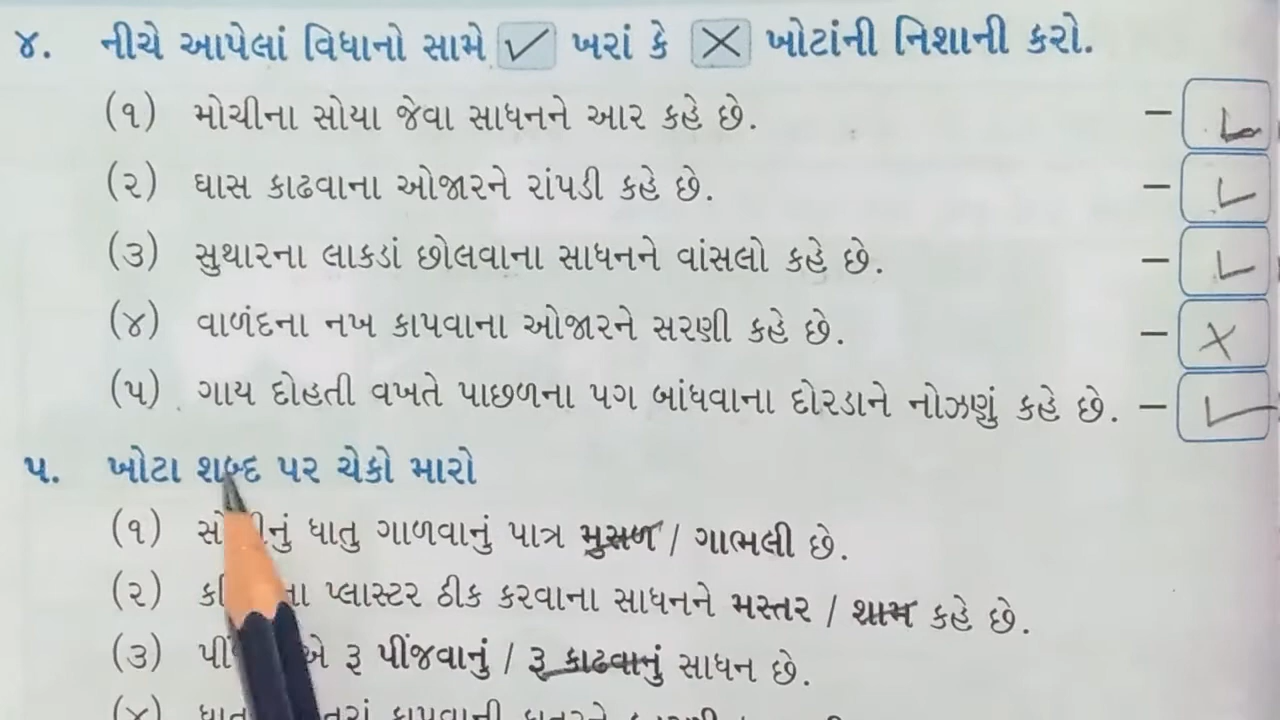 ૪. નીચે આપેલાં વિધાનો સામે ✓ ખરાં કે ✗ ખોટાંની નિશાની કરો.
(૧) મોચીના સોયા જેવા સાધનને આર કહે છે. – ✓
(૨) ઘાસ કાઢવાના ઓજારને રાંપડી કહે છે. – ✓
(૩) સુથારના લાકડાં છોલવાના સાધનને વાંસલો કહે છે. – ✓
(૪) વાળંદના નખ કાપવાના ઓજારને સરણી કહે છે. – ✗
(૫) ગાય દોહતી વખતે પાછળના પગ બાંધવાના દોરડાને નોઝણું કહે છે. – ✓
૫. ખોટા શબ્દ પર ચેકો મારો
(૧) ધાતુ ગાળવાનું પાત્ર મુસળ / ગાભલી છે.
(૨) પ્લાસ્ટર ઠીક કરવાના સાધનને મસ્તર / શામ કહે છે.
(૩) એ રૂ પીંજવાનું / રૂ કાઢવાનું સાધન છે.
(૪) કાપવાની